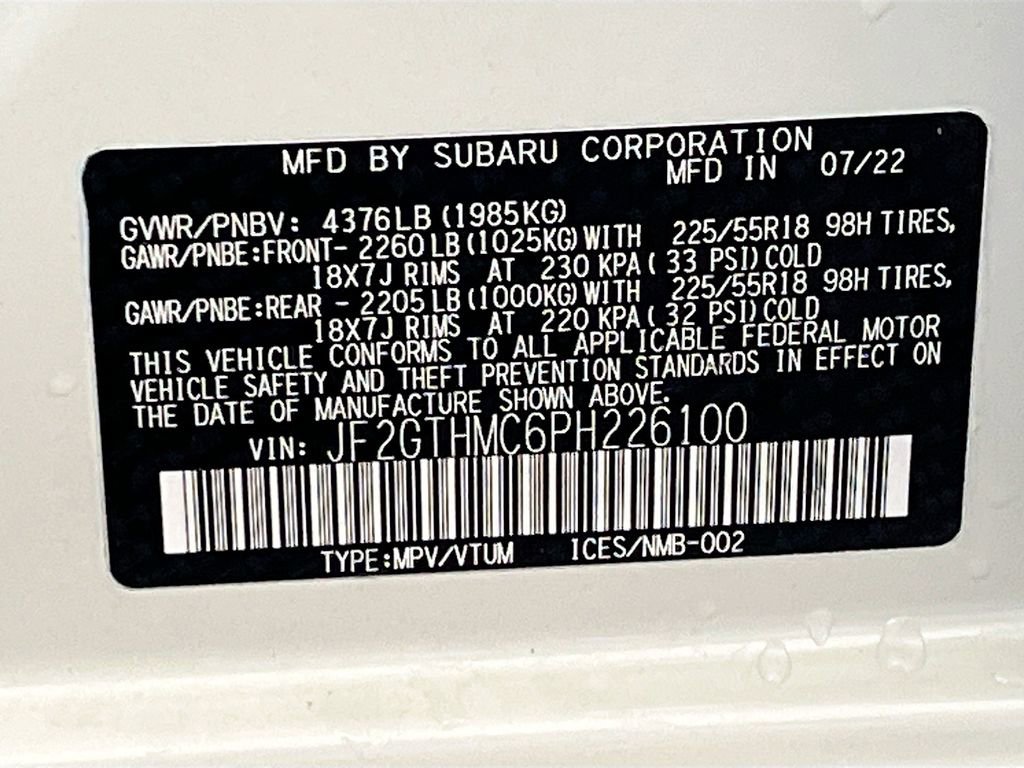 MFD BY SUBARU CORPORATION
MFD IN 07/22
GVWR/PNBV: 4376LB (1985KG)
GAWR/PNBE:FRONT- 2260 LB (1025KG) WITH 225/55R18 98H TIRES,
18X7J RIMS AT 230 KPA ( 33 PSI) COLD
GAWR/PNBE:REAR - 2205 LB (1000KG) WITH 225/55R18 98H TIRES,
18X7J RIMS AT 220 KPA ( 32 PSI) COLD
THIS VEHICLE CONFORMS TO ALL APPLICABLE FEDERAL MOTOR
VEHICLE SAFETY AND THEFT PREVENTION STANDARDS IN EFFECT ON
THE DATE OF MANUFACTURE SHOWN ABOVE.
VIN: JF2GTHMC6PH226100
TYPE:MPV/VTUM ICES/NMB-002